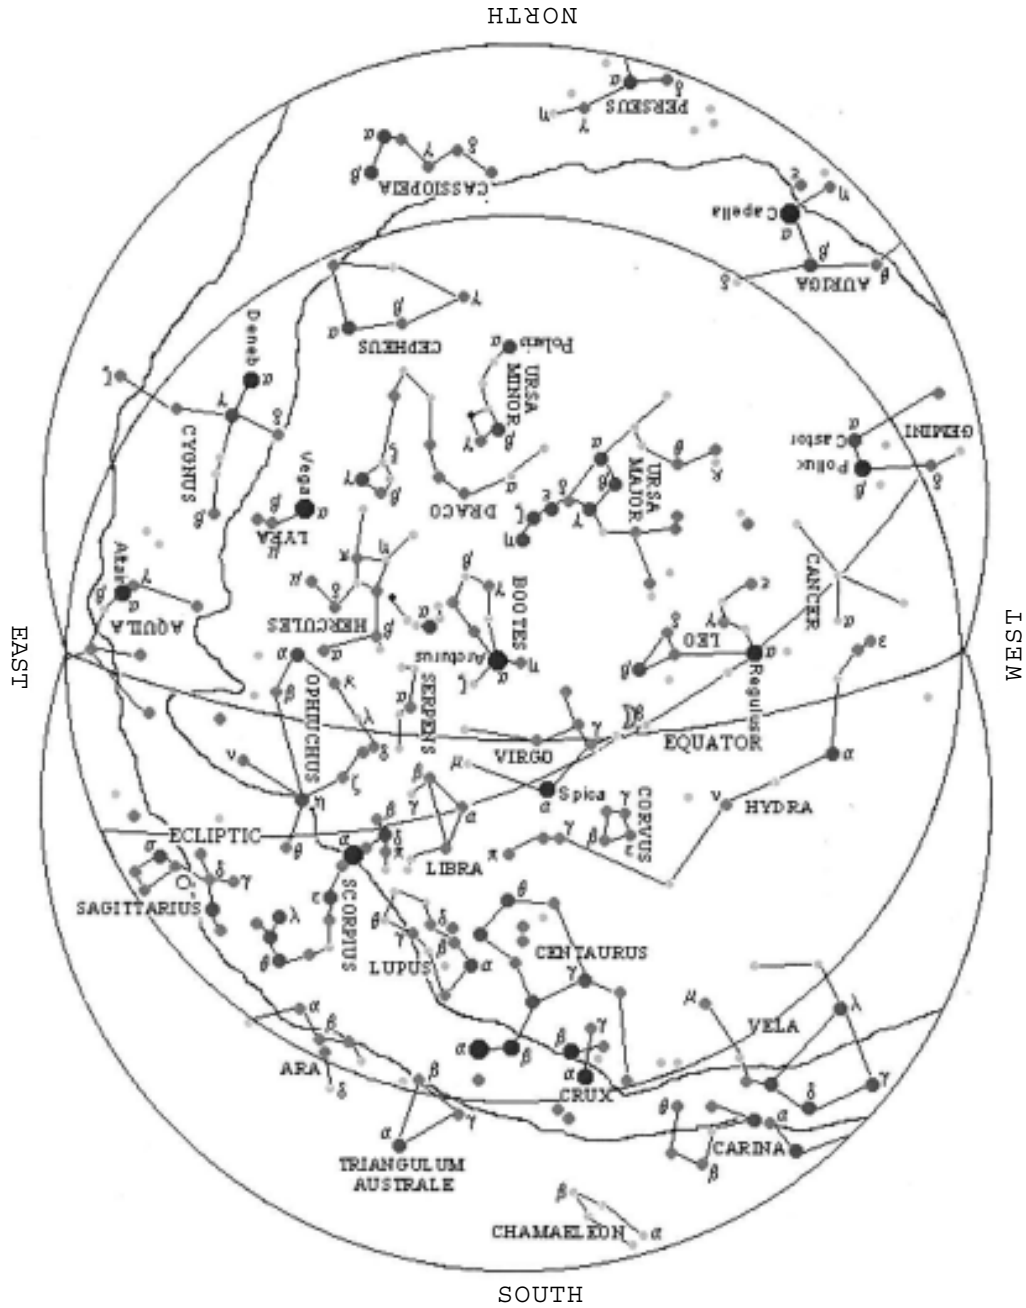 NORTH
α
δ
PERSEUS
η
γ
α
γ
δ
β
CASSIOPEIA
ε
η
Capella
α
β
θ
δ
AURIGA
γ
β
α
CEPHEUS
Deneb
α
Polaris
α
URSA
MINOR
β
γ
ζ
γ
δ
CYGNUS
β
GEMINI
α
Castor
Pollux
β
δ
α
θ
κ
URSA
MAJOR
β
δ
ε
γ
ζ
η
ζ
γ
β
DRACO
α
Vega
α
β
LYRA
μ
π
η
μ
δ
HERCULES
β
α
β
γ
BOOTES
α
Arcturus
α
η
ζ
CANCER
α
ε
γ
δ
LEO
β
α
Regulus
ε
Altair
γ
β
α
AQUILA
EAST
WEST
α
β
κ
λ
OPHIUCHUS
δ
ζ
ν
η
θ
SERPENS
α
γ
β
VIRGO
EQUATOR
μ
α
Spica
α
HYDRA
ν
γ
π
CORVUS
γ
β
ε
β
γ
α
LIBRA
ECLIPTIC
β
δ
π
α
SCORPIUS
ε
λ
θ
σ
δ
γ
SAGITTARIUS
θ
γ
δ
β
α
LUPUS
θ
CENTAURUS
γ
α
β
μ
λ
VELA
γ
δ
α
β
ARA
δ
β
γ
α
CRUX
β
γ
α
TRIANGULUM
AUSTRALE
θ
α
CARINA
β
β
CHAMAELEON
α
SOUTH